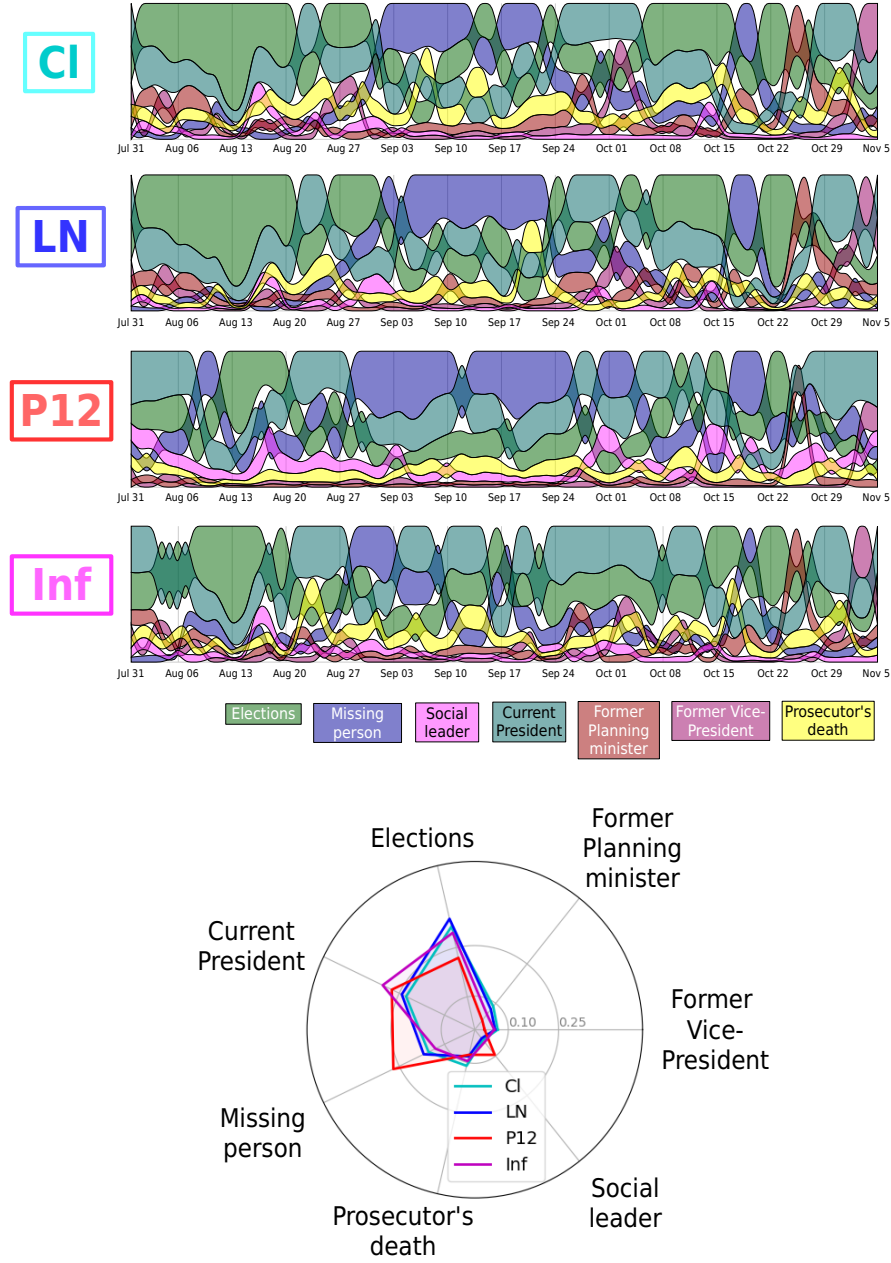 Cl
Jul 31 Aug 06 Aug 13 Aug 20 Aug 27 Sep 03 Sep 10 Sep 17 Sep 24 Oct 01 Oct 08 Oct 15 Oct 22 Oct 29 Nov 5
LN
Jul 31 Aug 06 Aug 13 Aug 20 Aug 27 Sep 03 Sep 10 Sep 17 Sep 24 Oct 01 Oct 08 Oct 15 Oct 22 Oct 29 Nov 5
P12
Jul 31 Aug 06 Aug 13 Aug 20 Aug 27 Sep 03 Sep 10 Sep 17 Sep 24 Oct 01 Oct 08 Oct 15 Oct 22 Oct 29 Nov 5
Inf
Jul 31 Aug 06 Aug 13 Aug 20 Aug 27 Sep 03 Sep 10 Sep 17 Sep 24 Oct 01 Oct 08 Oct 15 Oct 22 Oct 29 Nov 5
Elections
Missing
person
Social
leader
Current
President
Former
Planning
minister
Former Vice-
President
Prosecutor's
death
Elections
Former
Planning
minister
Current
President
Former
Vice-
President
0.10 0.25
Missing
person
Cl
LN
P12
Inf
Prosecutor's
death
Social
leader